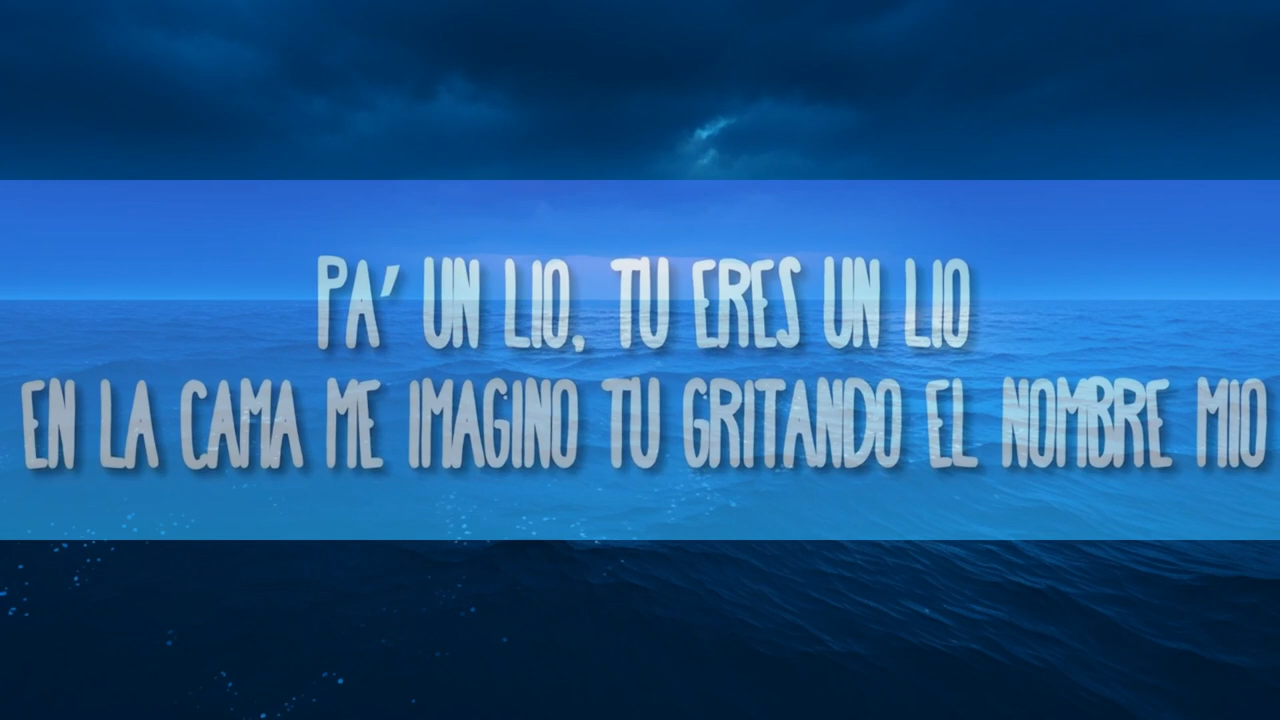 PA' UN LIO, TU ERES UN LIO
EN LA CAMA ME IMAGINO TU GRITANDO EL NOMBRE MIO